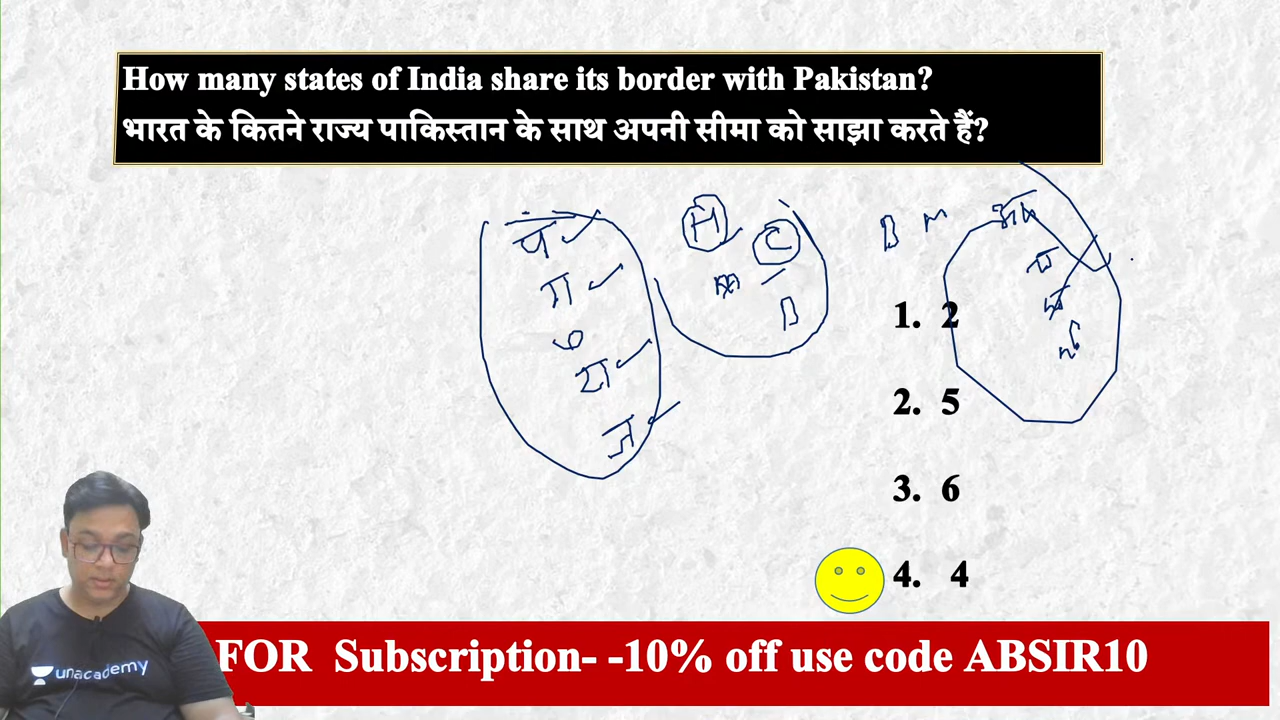 How many states of India share its border with Pakistan?
भारत के कितने राज्य पाकिस्तान के साथ अपनी सीमा को साझा करते हैं?
प
H
C
B
M
ग
B
रा
ज
1. 2
2. 5
3. 6
4. 4
unacademy
FOR Subscription- -10% off use code ABSIR10